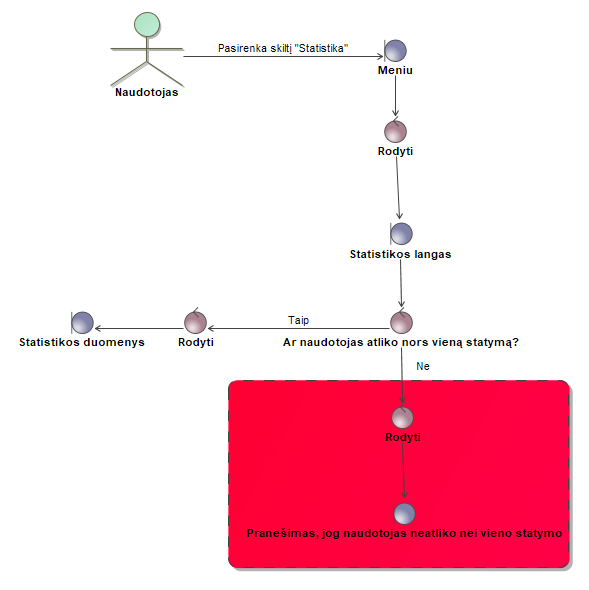 Pasirenka skiltį "Statistika"
Naudotojas
Meniu
Rodyti
Statistikos langas
Taip
Statistikos duomenys
Rodyti
Ar naudotojas atliko nors vieną statymą?
Ne
Rodyti
Pranešimas, jog naudotojas neatliko nei vieno statymo